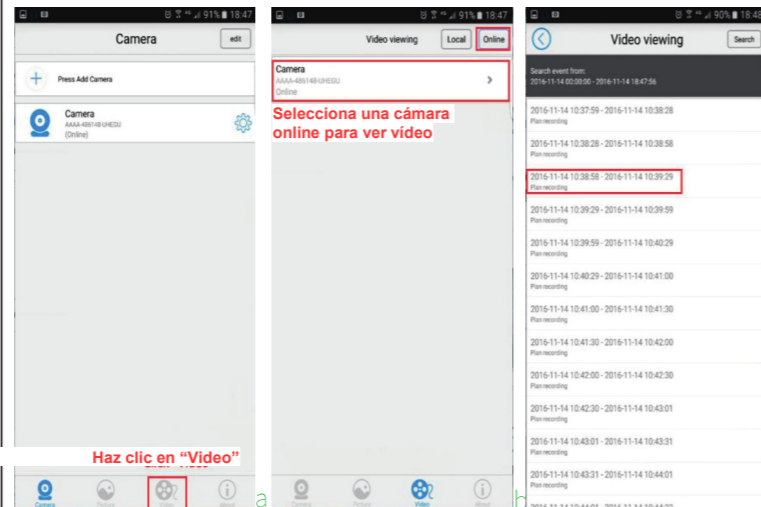 91% 18:47
Camera
edit
Press Add Camera
Camera
AAAA-486148-UHEGU
(Online)
Haz clic en “Video”
Camera
Picture
Video
About
91% 18:47
Video viewing
Local
Online
Camera
AAAA-486148-UHEGU
Online
Selecciona una cámara
online para ver vídeo
Camera
Picture
Video
About
90% 18:48
Video viewing
Search
Search event from:
2016-11-14 00:00:00 - 2016-11-14 18:47:56
2016-11-14 10:37:59 - 2016-11-14 10:38:28
Plan recording
2016-11-14 10:38:28 - 2016-11-14 10:38:58
Plan recording
2016-11-14 10:38:58 - 2016-11-14 10:39:29
Plan recording
2016-11-14 10:39:29 - 2016-11-14 10:39:59
Plan recording
2016-11-14 10:39:59 - 2016-11-14 10:40:29
Plan recording
2016-11-14 10:40:29 - 2016-11-14 10:41:00
Plan recording
2016-11-14 10:41:00 - 2016-11-14 10:41:30
Plan recording
2016-11-14 10:41:30 - 2016-11-14 10:42:00
Plan recording
2016-11-14 10:42:00 - 2016-11-14 10:42:30
Plan recording
2016-11-14 10:42:30 - 2016-11-14 10:43:01
Plan recording
2016-11-14 10:43:01 - 2016-11-14 10:43:31
Plan recording
2016-11-14 10:43:31 - 2016-11-14 10:44:01
Plan recording